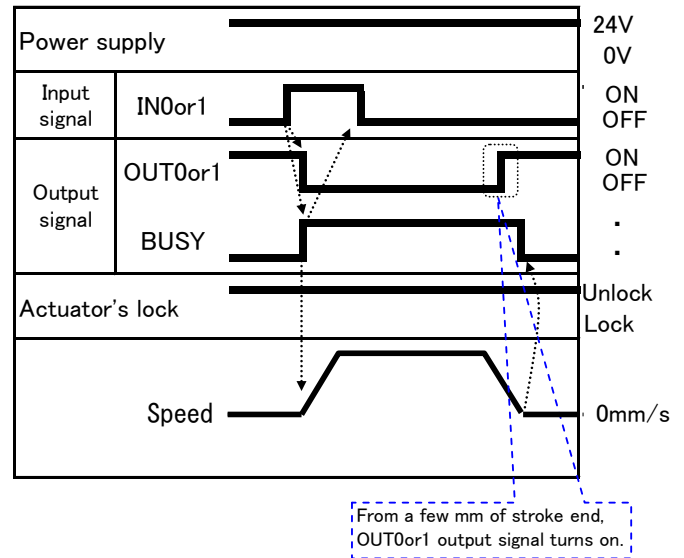 Power supply
24V
0V
Input
signal
IN0or1
ON
OFF
Output
signal
OUT0or1
ON
OFF
BUSY
・
・
Actuator's lock
Unlock
Lock
Speed
0mm/s
From a few mm of stroke end,
OUT0or1 output signal turns on.